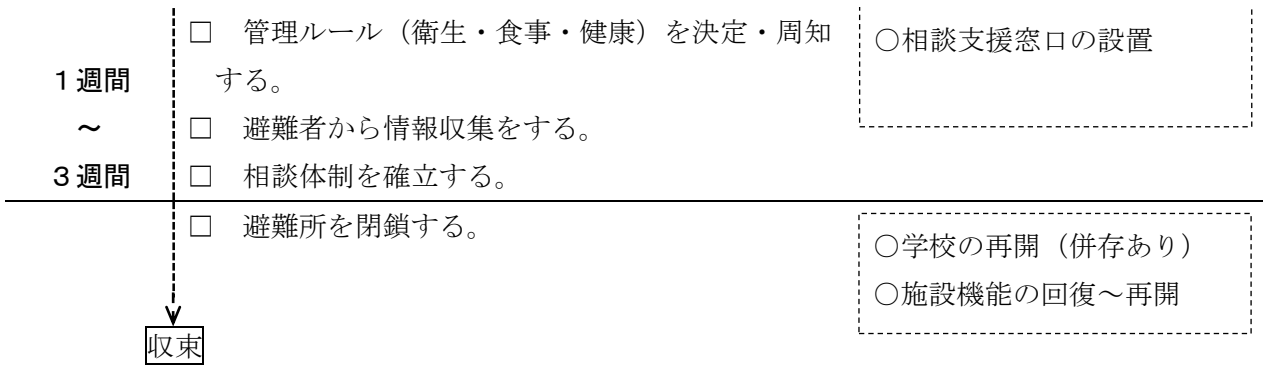 □ 管理ルール（衛生・食事・健康）を決定・周知
する。
□ 避難者から情報収集をする。
□ 相談体制を確立する。
1週間
～
3週間
○相談支援窓口の設置
□ 避難所を閉鎖する。
○学校の再開（併存あり）
○施設機能の回復～再開
収束